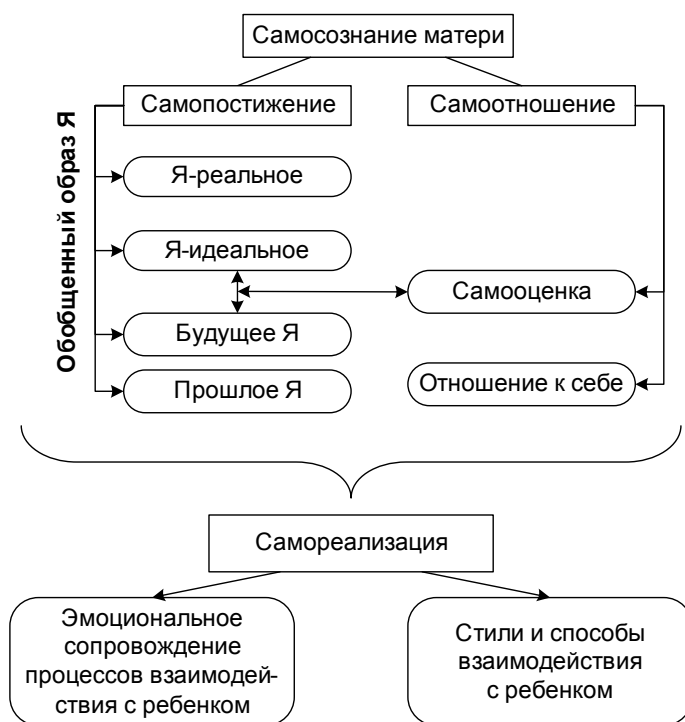 Самосознание матери
Самопостижение
Самоотношение
Обобщенный образ Я
Я-реальное
Я-идеальное
Самооценка
Будущее Я
Отношение к себе
Прошлое Я
Самореализация
Эмоциональное
сопровождение
процессов взаимодей-
ствия с ребенком
Стили и способы
взаимодействия
с ребенком